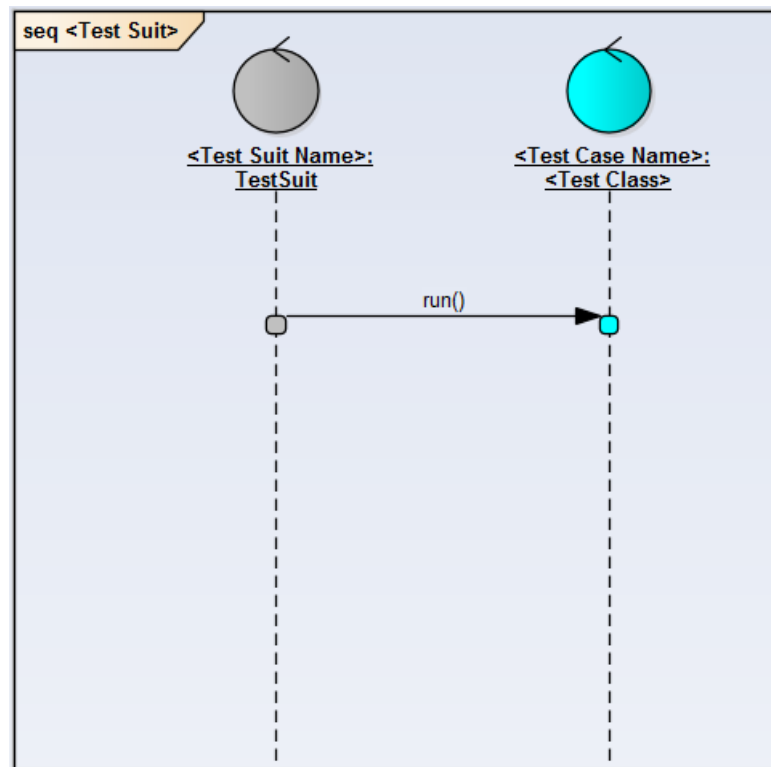 seq <Test Suit>
<Test Suit Name>:
TestSuit
<Test Case Name>:
<Test Class>
run()